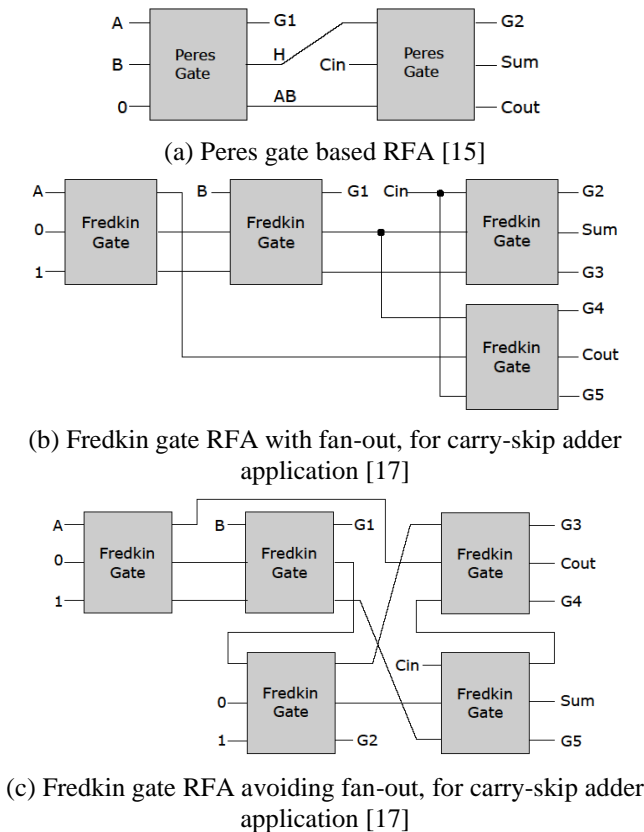 A
B
0
Peres
Gate
G1
H
Cin
AB
Peres
Gate
G2
Sum
Cout
(a) Peres gate based RFA [15]
A
0
1
Fredkin
Gate
B
Fredkin
Gate
G1
Cin
Fredkin
Gate
G2
Sum
G3
Fredkin
Gate
G4
Cout
G5
(b) Fredkin gate RFA with fan-out, for carry-skip adder
application [17]
A
0
1
Fredkin
Gate
B
Fredkin
Gate
G1
Fredkin
Gate
G3
Cout
G4
0
1
Fredkin
Gate
G2
Cin
Fredkin
Gate
Sum
G5
(c) Fredkin gate RFA avoiding fan-out, for carry-skip adder
application [17]